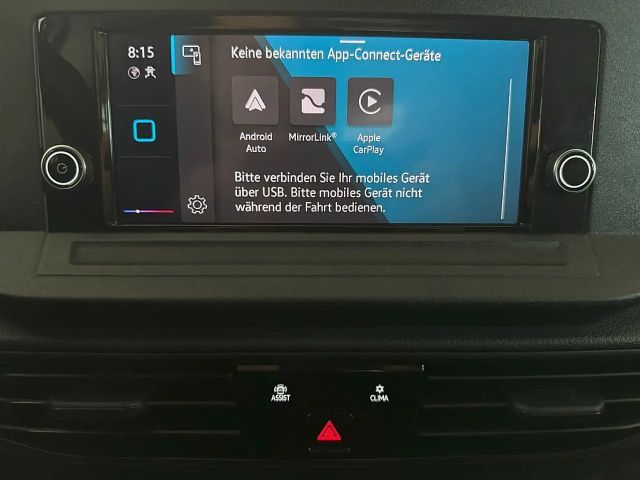 8:15
Keine bekannten App-Connect-Geräte
Android
Auto
MirrorLink®
Apple
CarPlay
Bitte verbinden Sie Ihr mobiles Gerät
über USB. Bitte mobiles Gerät nicht
während der Fahrt bedienen.
ASSIST
CLIMA